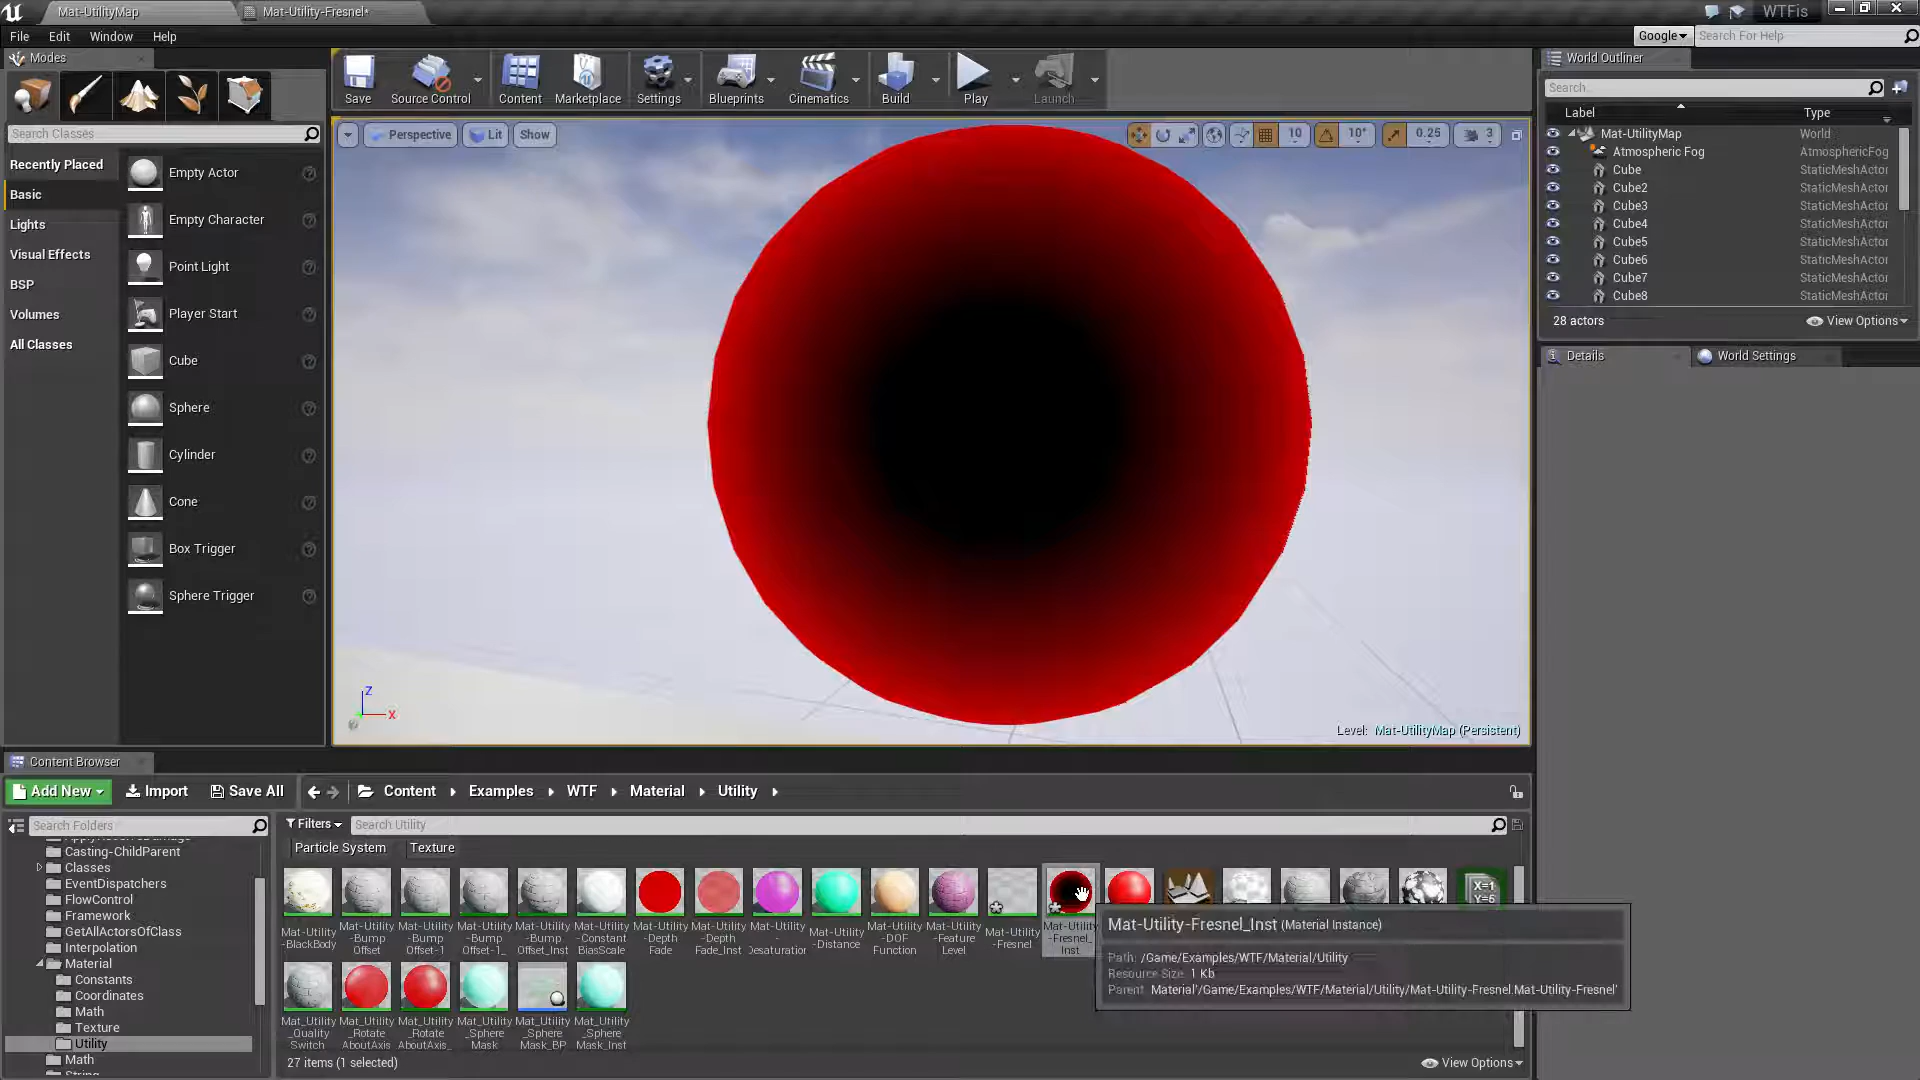 Mat-UtilityMap
Mat-Utility-Fresnel*
WTFis
File Edit Window Help
Google
Search For Help
Modes
Search Classes
Recently Placed
Basic
Lights
Visual Effects
BSP
Volumes
All Classes
Empty Actor
Empty Character
Point Light
Player Start
Cube
Sphere
Cylinder
Cone
Box Trigger
Sphere Trigger
Save
Source Control
Content
Marketplace
Settings
Blueprints
Cinematics
Build
Play
Launch
Perspective
Lit
Show
10
10°
0.25
3
Z
X
Level: Mat-UtilityMap (Persistent)
World Outliner
Search...
Label Type
Mat-UtilityMap World
Atmospheric Fog AtmosphericFog
Cube StaticMeshActor
Cube2 StaticMeshActor
Cube3 StaticMeshActor
Cube4 StaticMeshActor
Cube5 StaticMeshActor
Cube6 StaticMeshActor
Cube7 StaticMeshActor
Cube8 StaticMeshActor
28 actors
View Options
Details
World Settings
Content Browser
Add New
Import
Save All
Content Examples WTF Material Utility
Search Folders
Casting-ChildParent
Classes
EventDispatchers
FlowControl
Framework
GetAllActorsOfClass
Interpolation
Material
Constants
Coordinates
Math
Texture
Utility
Math
Filters
Search Utility
Particle System
Texture
X=1
Y=5
Mat-Utility
-BlackBody
Mat-Utility
-Bump
Offset
Mat-Utility
-Bump
Offset-1
Mat-Utility
-Bump
Offset-1_
Mat-Utility
-Bump
Offset_Inst
Mat-Utility
-Constant
BiasScale
Mat-Utility
-Depth
Fade
Mat-Utility
-Depth
Fade_Inst
Mat-Utility
-
Desaturation
Mat-Utility
-Distance
Mat-Utility
-DOF
Function
Mat-Utility
-Feature
Level
Mat-Utility
-Fresnel
Mat-Utility
-Fresnel_
Inst
Mat-Utility-Fresnel_Inst (Material Instance)
Path: /Game/Examples/WTF/Material/Utility
Resource Size: 1 Kb
Parent: Material'/Game/Examples/WTF/Material/Utility/Mat-Utility-Fresnel.Mat-Utility-Fresnel'
Mat_Utility
_Quality
Switch
Mat_Utility
_Rotate
AboutAxis
Mat_Utility
_Rotate
AboutAxis_
Mat_Utility
_Sphere
Mask
Mat_Utility
_Sphere
Mask_BP
Mat_Utility
_Sphere
Mask_Inst
27 items (1 selected)
View Options